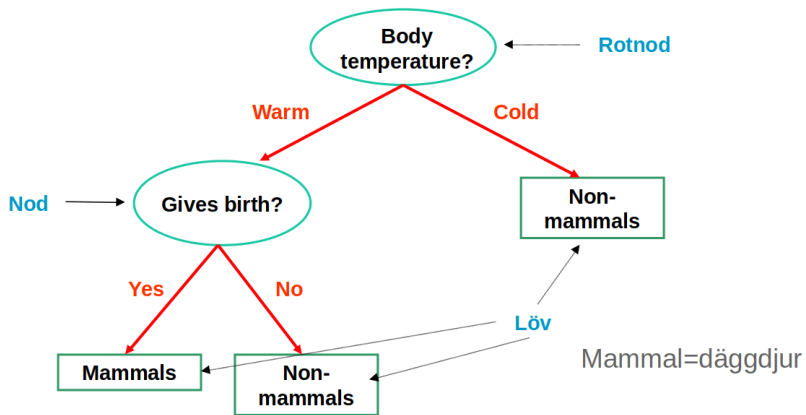 Body
temperature?
Rotnod
Warm
Cold
Nod
Gives birth?
Non-
mammals
Yes
No
Löv
Mammals
Non-
mammals
Mammal=däggdjur